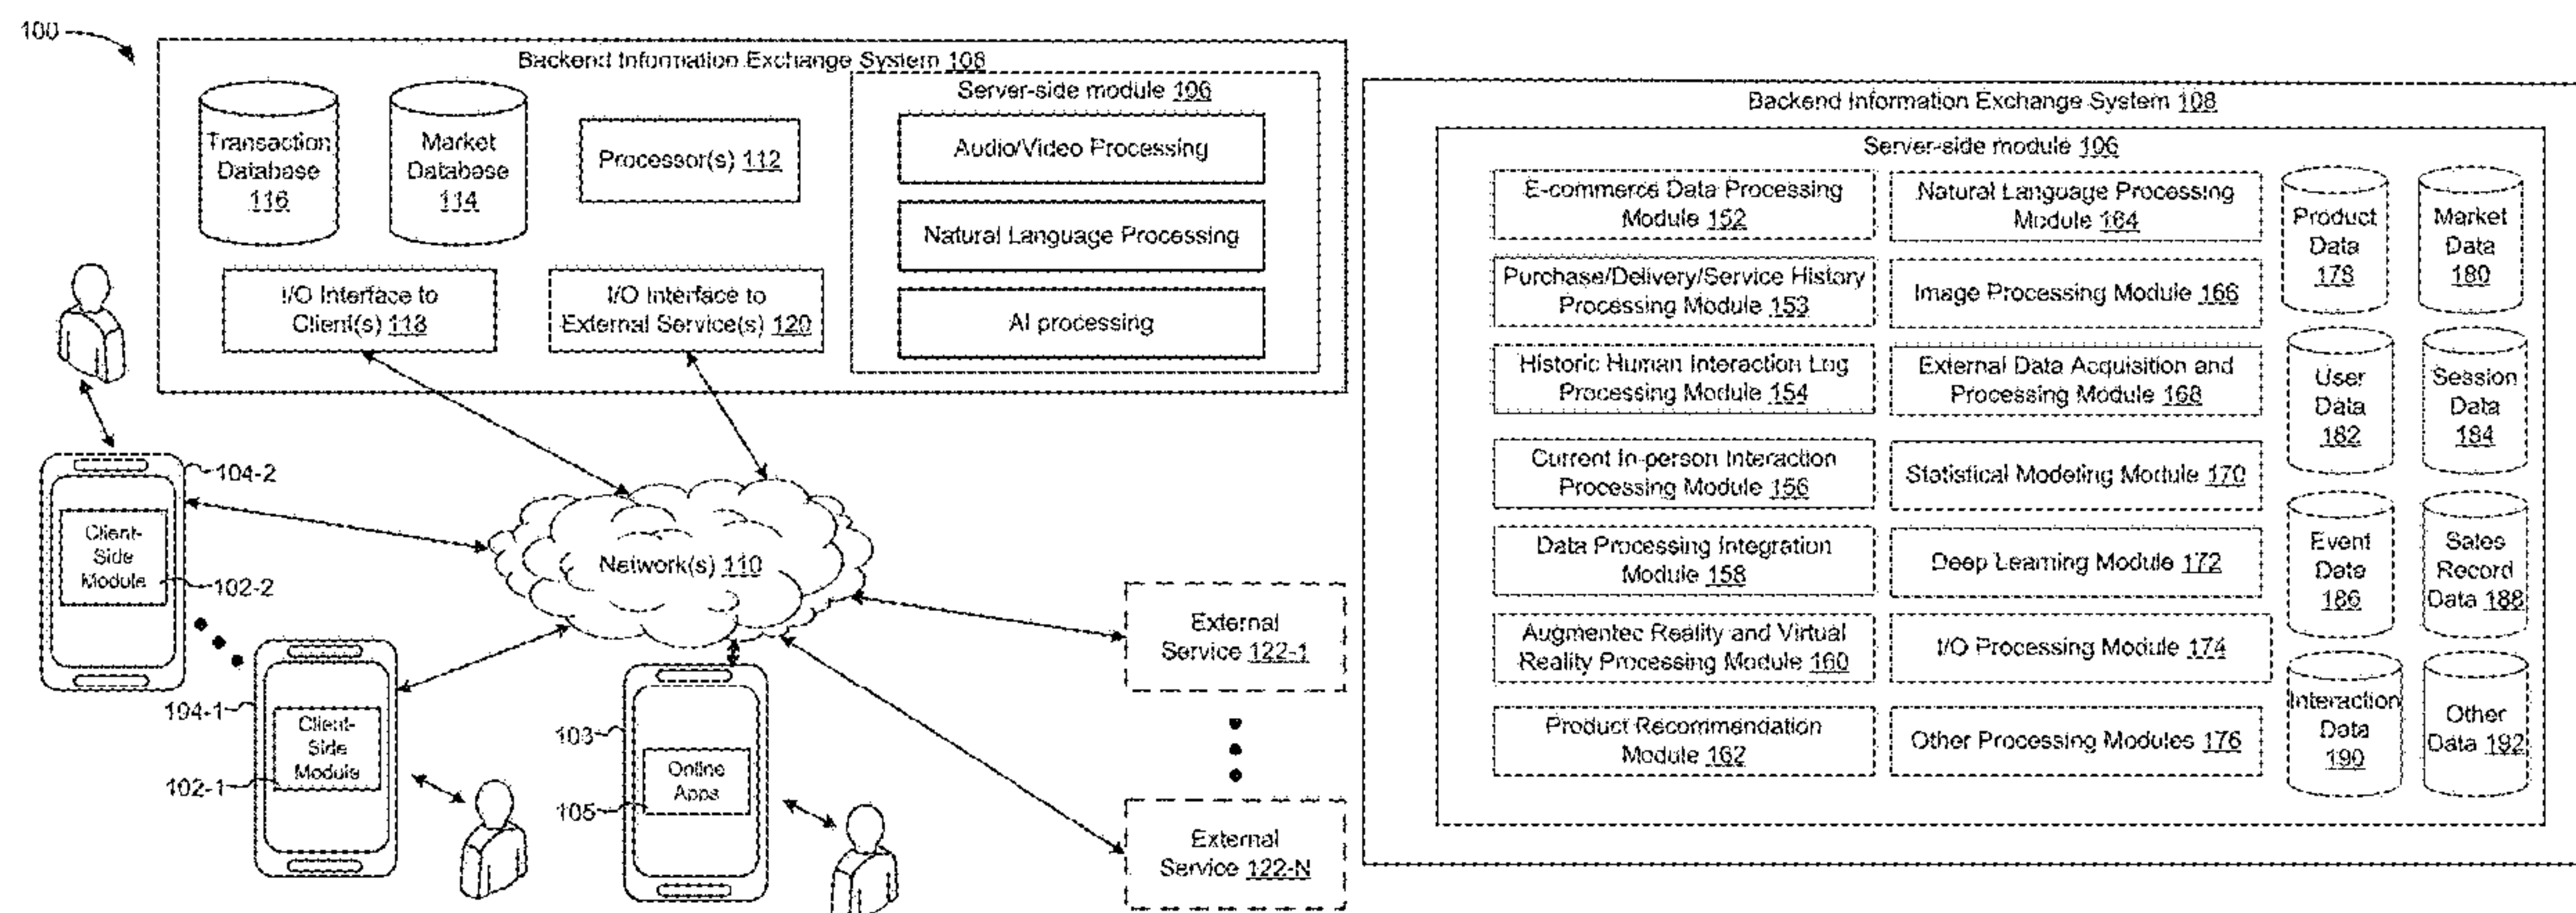 100
Backend Information Exchange System 108
Transaction
Database
116
Market
Database
114
Processor(s) 112
Server-side module 106
Audio/Video Processing
Natural Language Processing
AI processing
I/O Interface to
Client(s) 118
I/O Interface to
External Service(s) 120
104-2
Client-
Side
Module
102-2
Network(s) 110
104-1
Client-
Side
Module
102-1
103
Online
Apps
105
External
Service 122-1
External
Service 122-N
Backend Information Exchange System 108
Server-side module 106
E-commerce Data Processing
Module 152
Purchase/Delivery/Service History
Processing Module 153
Historic Human Interaction Log
Processing Module 154
Current In-person Interaction
Processing Module 156
Data Processing Integration
Module 158
Augmented Reality and Virtual
Reality Processing Module 160
Product Recommendation
Module 162
Natural Language Processing
Module 164
Image Processing Module 166
External Data Acquisition and
Processing Module 168
Statistical Modeling Module 170
Deep Learning Module 172
I/O Processing Module 174
Other Processing Modules 176
Product
Data
178
Market
Data
180
User
Data
182
Session
Data
184
Event
Data
186
Sales
Record
Data 188
Interaction
Data
190
Other
Data 192